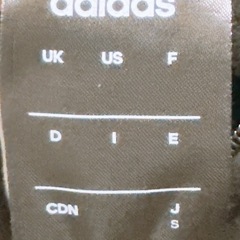 adidas
UK US F
D I E
CDN J
S